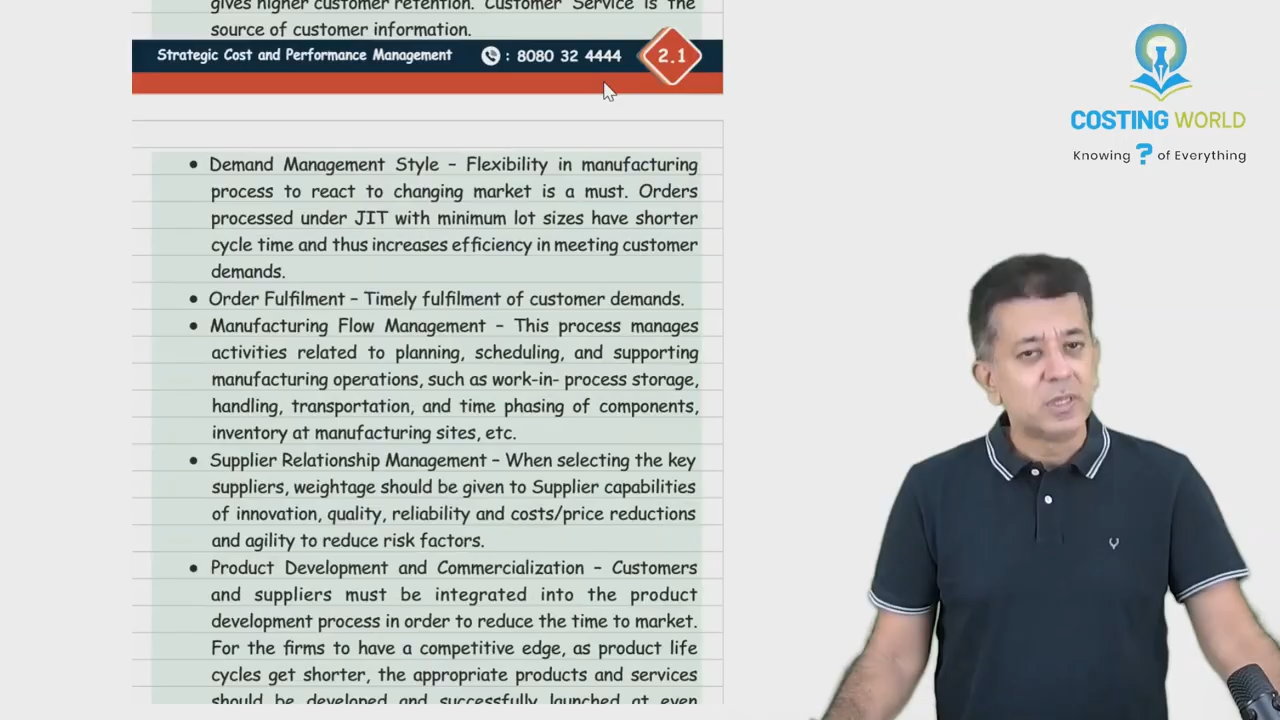 gives higher customer retention. Customer Service is the
source of customer information.
Strategic Cost and Performance Management : 8080 32 4444 2.1
• Demand Management Style – Flexibility in manufacturing
process to react to changing market is a must. Orders
processed under JIT with minimum lot sizes have shorter
cycle time and thus increases efficiency in meeting customer
demands.
• Order Fulfilment – Timely fulfilment of customer demands.
• Manufacturing Flow Management – This process manages
activities related to planning, scheduling, and supporting
manufacturing operations, such as work-in- process storage,
handling, transportation, and time phasing of components,
inventory at manufacturing sites, etc.
• Supplier Relationship Management – When selecting the key
suppliers, weightage should be given to Supplier capabilities
of innovation, quality, reliability and costs/price reductions
and agility to reduce risk factors.
• Product Development and Commercialization – Customers
and suppliers must be integrated into the product
development process in order to reduce the time to market.
For the firms to have a competitive edge, as product life
cycles get shorter, the appropriate products and services
should be developed and successfully launched at even
COSTING WORLD
Knowing ? of Everything